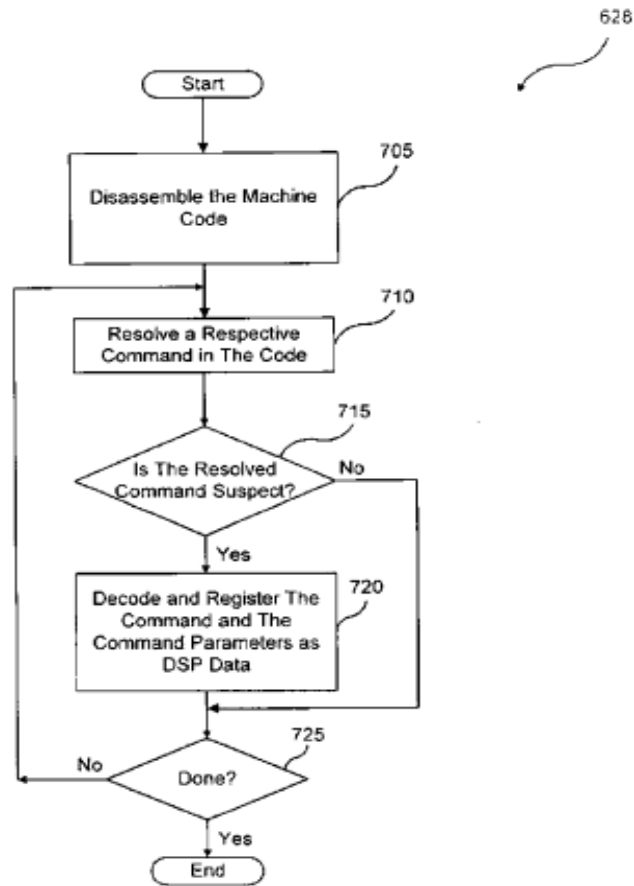 628
Start
705
Disassemble the Machine
Code
710
Resolve a Respective
Command in The Code
715
Is The Resolved
Command Suspect?
No
Yes
720
Decode and Register The
Command and The
Command Parameters as
DSP Data
725
No
Done?
Yes
End